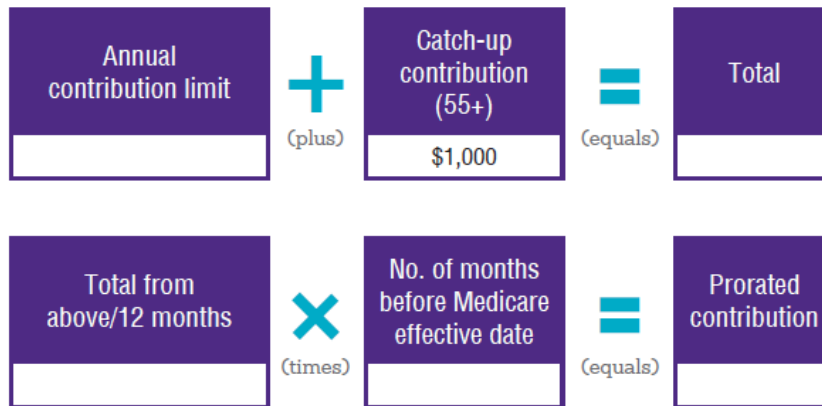 Annual
contribution limit
+
(plus)
Catch-up
contribution
(55+)
$1,000
=
(equals)
Total
Total from
above/12 months
×
(times)
No. of months
before Medicare
effective date
=
(equals)
Prorated
contribution